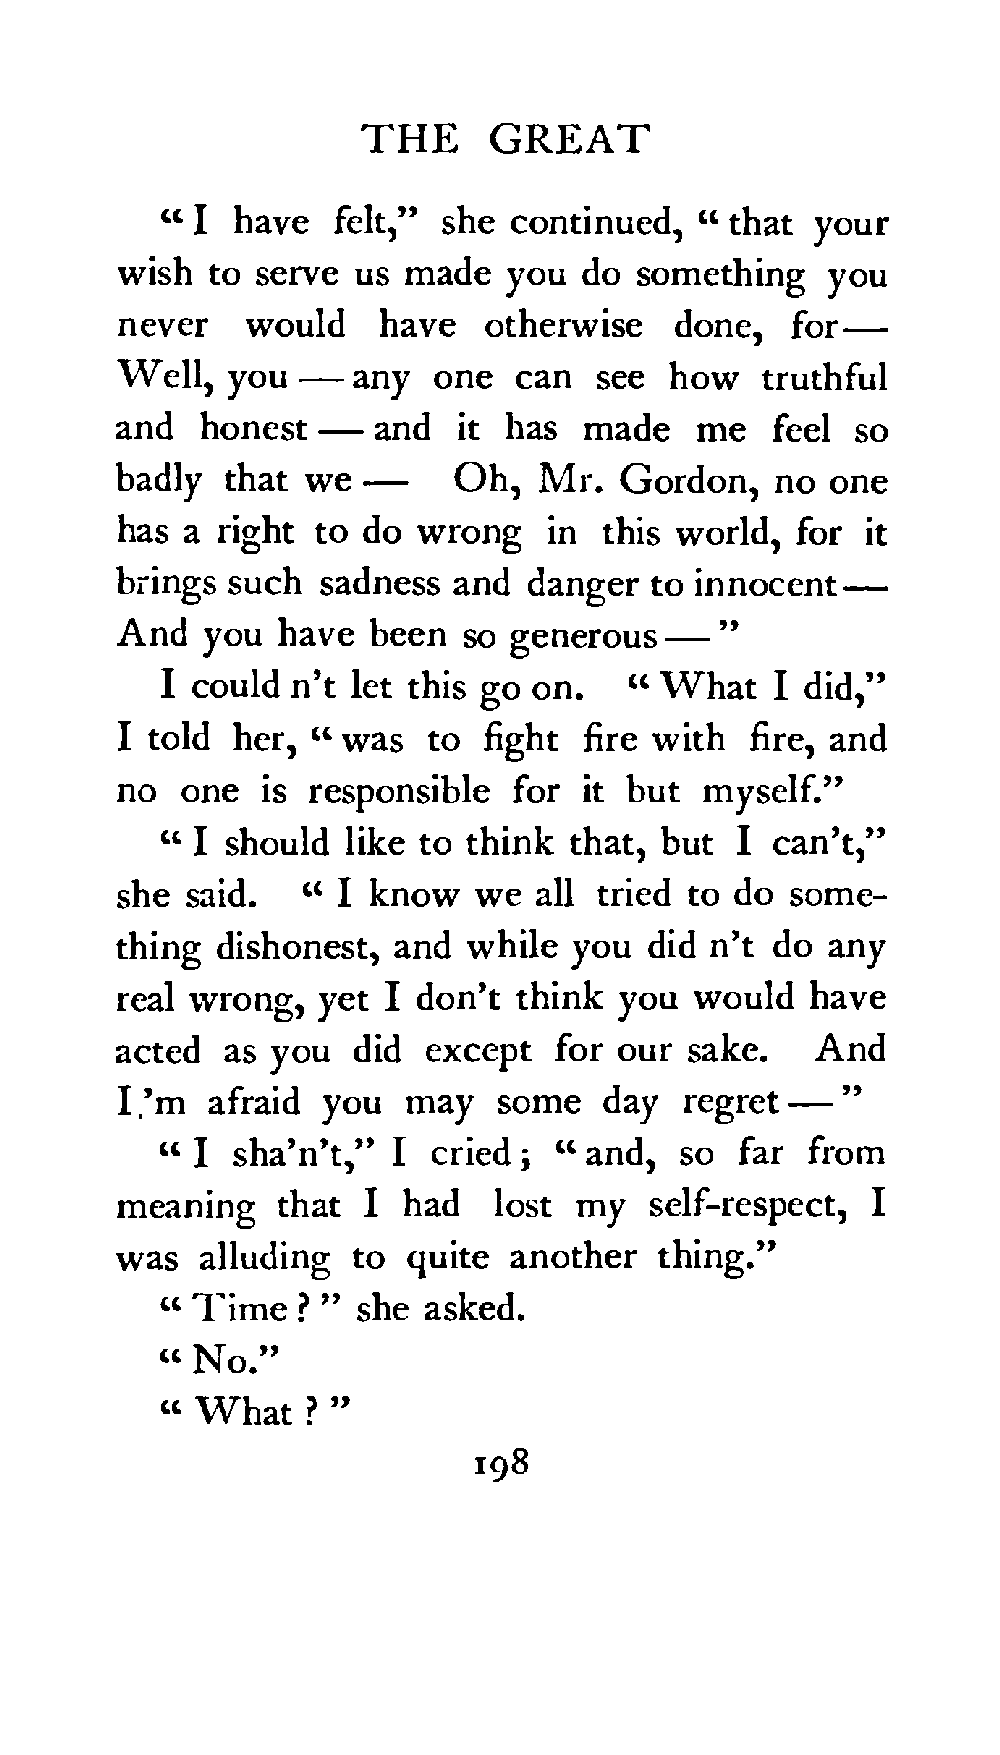 THE GREAT
“ I have felt,” she continued, “ that your
wish to serve us made you do something you
never would have otherwise done, for—
Well, you — any one can see how truthful
and honest — and it has made me feel so
badly that we — Oh, Mr. Gordon, no one
has a right to do wrong in this world, for it
brings such sadness and danger to innocent—
And you have been so generous — ”
I could n’t let this go on. “ What I did,”
I told her, “ was to fight fire with fire, and
no one is responsible for it but myself.”
“ I should like to think that, but I can’t,”
she said. “ I know we all tried to do some-
thing dishonest, and while you did n’t do any
real wrong, yet I don’t think you would have
acted as you did except for our sake. And
I.’m afraid you may some day regret — ”
“ I sha’n’t,” I cried ; “ and, so far from
meaning that I had lost my self-respect, I
was alluding to quite another thing.”
“ Time ? ” she asked.
“ No.”
“ What ? ”
198